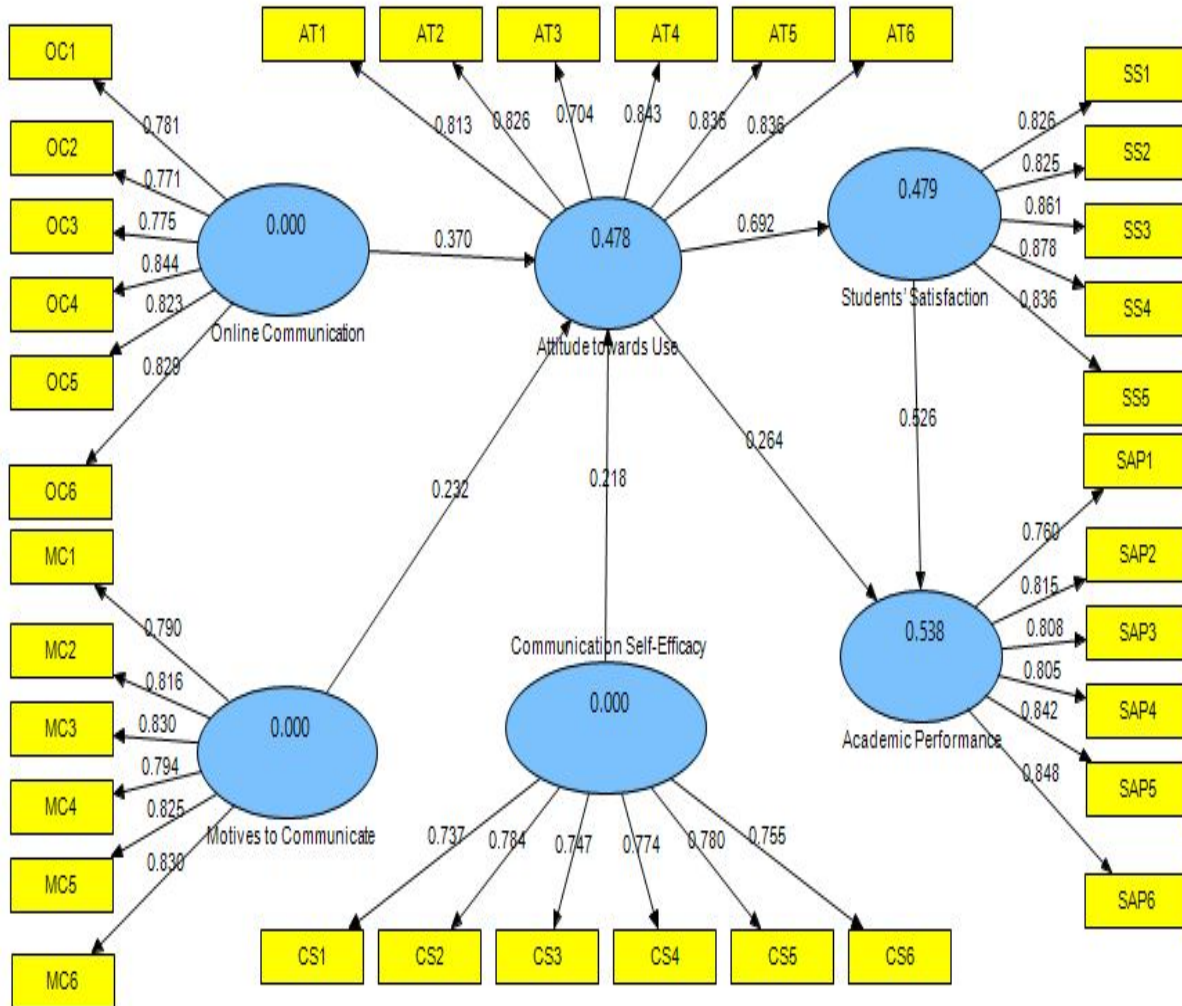 AT1
AT2
AT3
AT4
AT5
AT6
OC1
OC2
OC3
OC4
OC5
OC6
0.781
0.771
0.775
0.844
0.823
0.829
0.000
Online Communication
0.370
0.813
0.826
0.704
0.843
0.836
0.836
0.478
Attitude towards Use
0.692
0.479
Students' Satisfaction
0.826
0.825
0.861
0.878
0.836
SS1
SS2
SS3
SS4
SS5
0.232
0.218
0.264
0.526
MC1
MC2
MC3
MC4
MC5
MC6
0.790
0.816
0.830
0.794
0.825
0.830
0.000
Motives to Communicate
Communication Self-Efficacy
0.000
0.737
0.784
0.747
0.774
0.780
0.755
CS1
CS2
CS3
CS4
CS5
CS6
0.538
Academic Performance
0.760
0.815
0.808
0.805
0.842
0.848
SAP1
SAP2
SAP3
SAP4
SAP5
SAP6